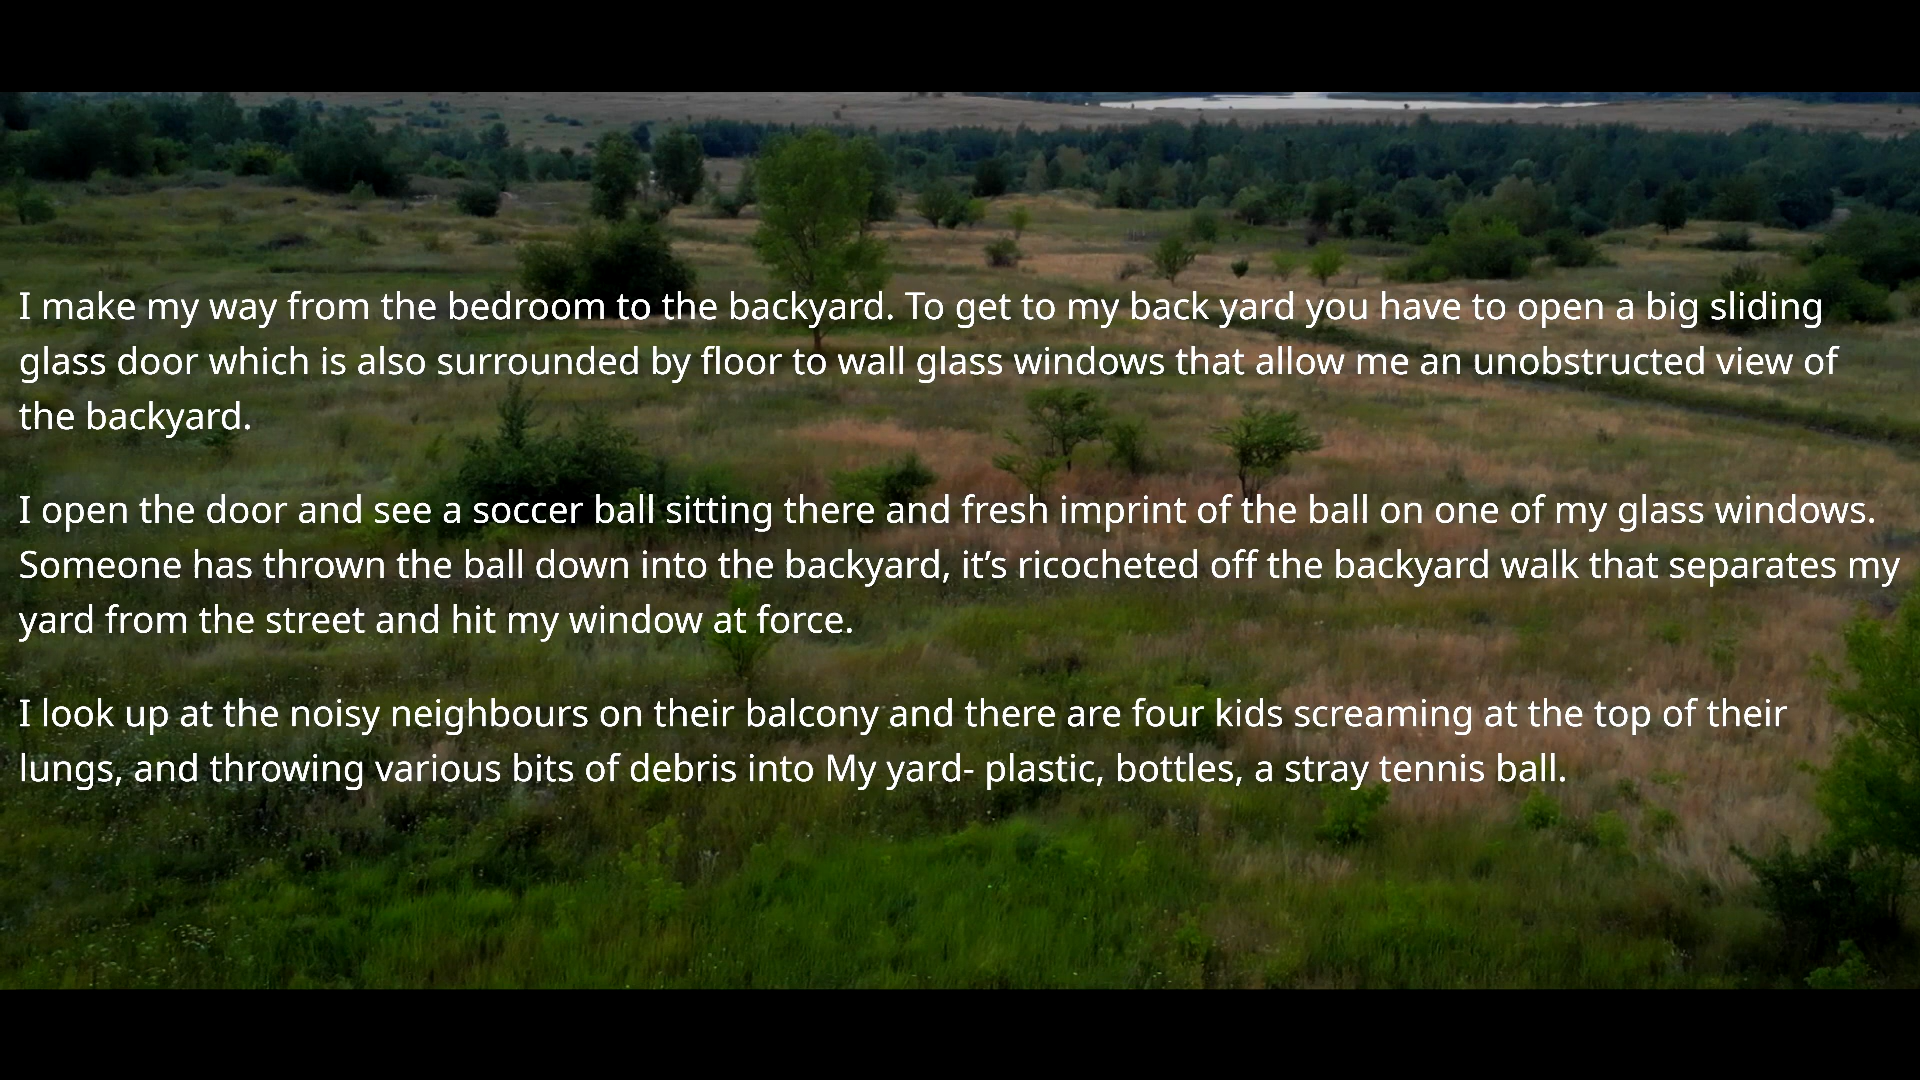 I make my way from the bedroom to the backyard. To get to my back yard you have to open a big sliding
glass door which is also surrounded by floor to wall glass windows that allow me an unobstructed view of
the backyard.
I open the door and see a soccer ball sitting there and fresh imprint of the ball on one of my glass windows.
Someone has thrown the ball down into the backyard, it’s ricocheted off the backyard walk that separates my
yard from the street and hit my window at force.
I look up at the noisy neighbours on their balcony and there are four kids screaming at the top of their
lungs, and throwing various bits of debris into My yard- plastic, bottles, a stray tennis ball.